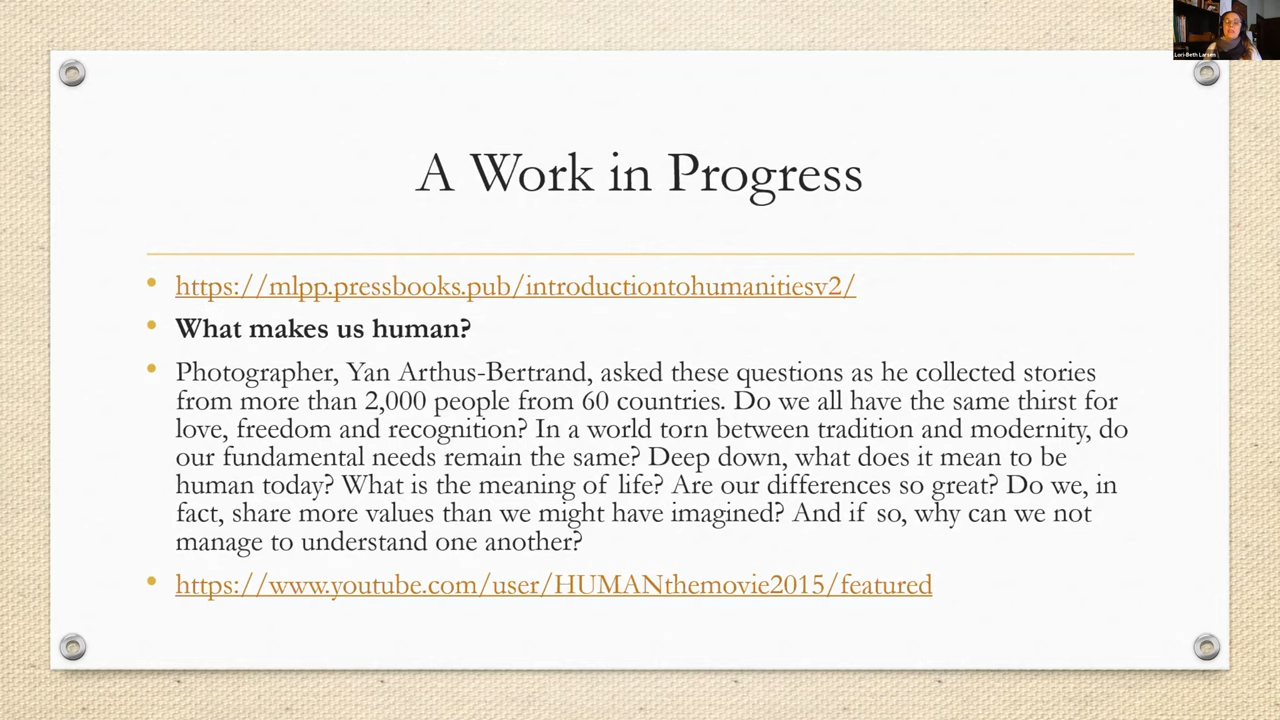 Lori-Beth Larsen
A Work in Progress
https://mlpp.pressbooks.pub/introductiontohumanitiesv2/
What makes us human?
Photographer, Yan Arthus-Bertrand, asked these questions as he collected stories
from more than 2,000 people from 60 countries. Do we all have the same thirst for
love, freedom and recognition? In a world torn between tradition and modernity, do
our fundamental needs remain the same? Deep down, what does it mean to be
human today? What is the meaning of life? Are our differences so great? Do we, in
fact, share more values than we might have imagined? And if so, why can we not
manage to understand one another?
https://www.youtube.com/user/HUMANthemovie2015/featured